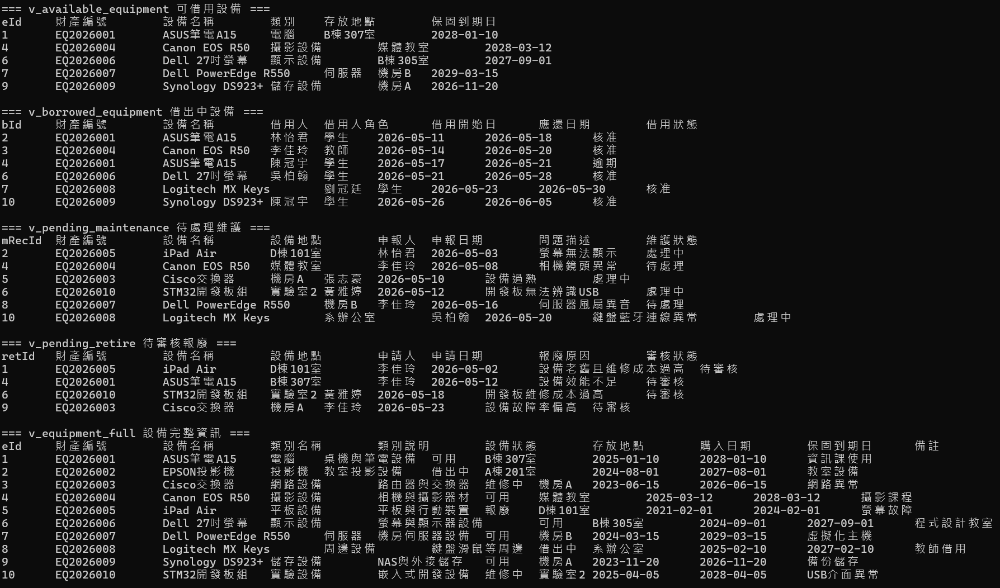 === v_available_equipment 可借用設備 ===
eId 財產編號 設備名稱 類別 存放地點 保固到期日
1 EQ2026001 ASUS筆電A15 電腦 B棟307室 2028-01-10
4 EQ2026004 Canon EOS R50 攝影設備 媒體教室 2028-03-12
6 EQ2026006 Dell 27吋螢幕 顯示設備 B棟305室 2027-09-01
7 EQ2026007 Dell PowerEdge R550 伺服器 機房B 2029-03-15
9 EQ2026009 Synology DS923+ 儲存設備 機房A 2026-11-20
=== v_borrowed_equipment 借出中設備 ===
bId 財產編號 設備名稱 借用人 借用人角色 借用開始日 應還日期 借用狀態
2 EQ2026001 ASUS筆電A15 林怡君 學生 2026-05-11 2026-05-18 核准
3 EQ2026004 Canon EOS R50 李佳玲 教師 2026-05-14 2026-05-20 核准
4 EQ2026001 ASUS筆電A15 陳冠宇 學生 2026-05-17 2026-05-21 逾期
6 EQ2026006 Dell 27吋螢幕 吳柏翰 學生 2026-05-21 2026-05-28 核准
7 EQ2026008 Logitech MX Keys 劉冠廷 學生 2026-05-23 2026-05-30 核准
10 EQ2026009 Synology DS923+ 陳冠宇 學生 2026-05-26 2026-06-05 核准
=== v_pending_maintenance 待處理維護 ===
mRecId 財產編號 設備名稱 設備地點 申報人 申報日期 問題描述 維護狀態
2 EQ2026005 iPad Air D棟101室 林怡君 2026-05-03 螢幕無法顯示 處理中
4 EQ2026004 Canon EOS R50 媒體教室 李佳玲 2026-05-08 相機鏡頭異常 待處理
5 EQ2026003 Cisco交換器 機房A 張志豪 2026-05-10 設備過熱 處理中
6 EQ2026010 STM32開發板組 實驗室2 黃雅婷 2026-05-12 開發板無法辨識USB 處理中
8 EQ2026007 Dell PowerEdge R550 機房B 李佳玲 2026-05-16 伺服器風扇異音 待處理
10 EQ2026008 Logitech MX Keys 系辦公室 吳柏翰 2026-05-20 鍵盤藍牙連線異常 處理中
=== v_pending_retire 待審核報廢 ===
retId 財產編號 設備名稱 設備地點 申請人 申請日期 報廢原因 審核狀態
1 EQ2026005 iPad Air D棟101室 李佳玲 2026-05-02 設備老舊且維修成本過高 待審核
4 EQ2026001 ASUS筆電A15 B棟307室 李佳玲 2026-05-12 設備效能不足 待審核
6 EQ2026010 STM32開發板組 實驗室2 黃雅婷 2026-05-18 開發板維修成本過高 待審核
9 EQ2026003 Cisco交換器 機房A 李佳玲 2026-05-23 設備故障率偏高 待審核
=== v_equipment_full 設備完整資訊 ===
eId 財產編號 設備名稱 類別名稱 類別說明 設備狀態 存放地點 購入日期 保固到期日 備註
1 EQ2026001 ASUS筆電A15 電腦 桌機與筆電設備 可用 B棟307室 2025-01-10 2028-01-10 資訊課使用
2 EQ2026002 EPSON投影機 投影機 教室投影設備 借出中 A棟201室 2024-08-01 2027-08-01 教室設備
3 EQ2026003 Cisco交換器 網路設備 路由器與交換器 維修中 機房A 2023-06-15 2026-06-15 網路異常
4 EQ2026004 Canon EOS R50 攝影設備 相機與攝影器材 可用 媒體教室 2025-03-12 2028-03-12 攝影課程
5 EQ2026005 iPad Air 平板設備 平板與行動裝置 報廢 D棟101室 2021-02-01 2024-02-01 螢幕故障
6 EQ2026006 Dell 27吋螢幕 顯示設備 螢幕與顯示器設備 可用 B棟305室 2024-09-01 2027-09-01 程式設計教室
7 EQ2026007 Dell PowerEdge R550 伺服器 機房伺服器設備 可用 機房B 2024-03-15 2029-03-15 虛擬化主機
8 EQ2026008 Logitech MX Keys 周邊設備 鍵盤滑鼠等周邊 借出中 系辦公室 2025-02-10 2027-02-10 教師借用
9 EQ2026009 Synology DS923+ 儲存設備 NAS與外接儲存 可用 機房A 2023-11-20 2026-11-20 備份儲存
10 EQ2026010 STM32開發板組 實驗設備 嵌入式開發設備 維修中 實驗室2 2025-04-05 2028-04-05 USB介面異常